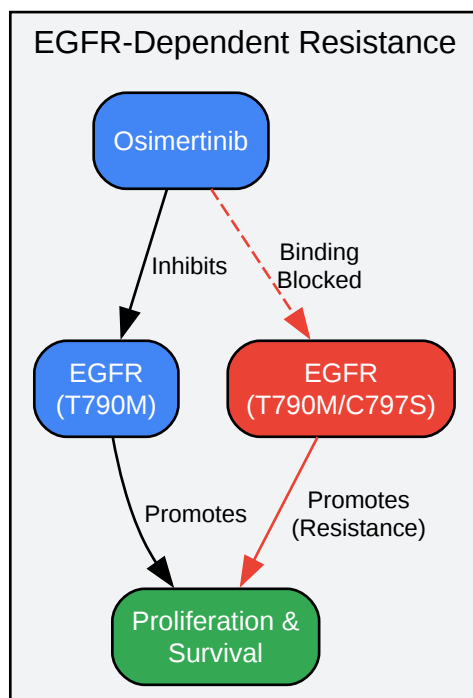 EGFR-Dependent Resistance
Osimertinib
Inhibits
Binding
Blocked
EGFR
(T790M)
EGFR
(T790M/C797S)
Promotes
Promotes
(Resistance)
Proliferation &
Survival